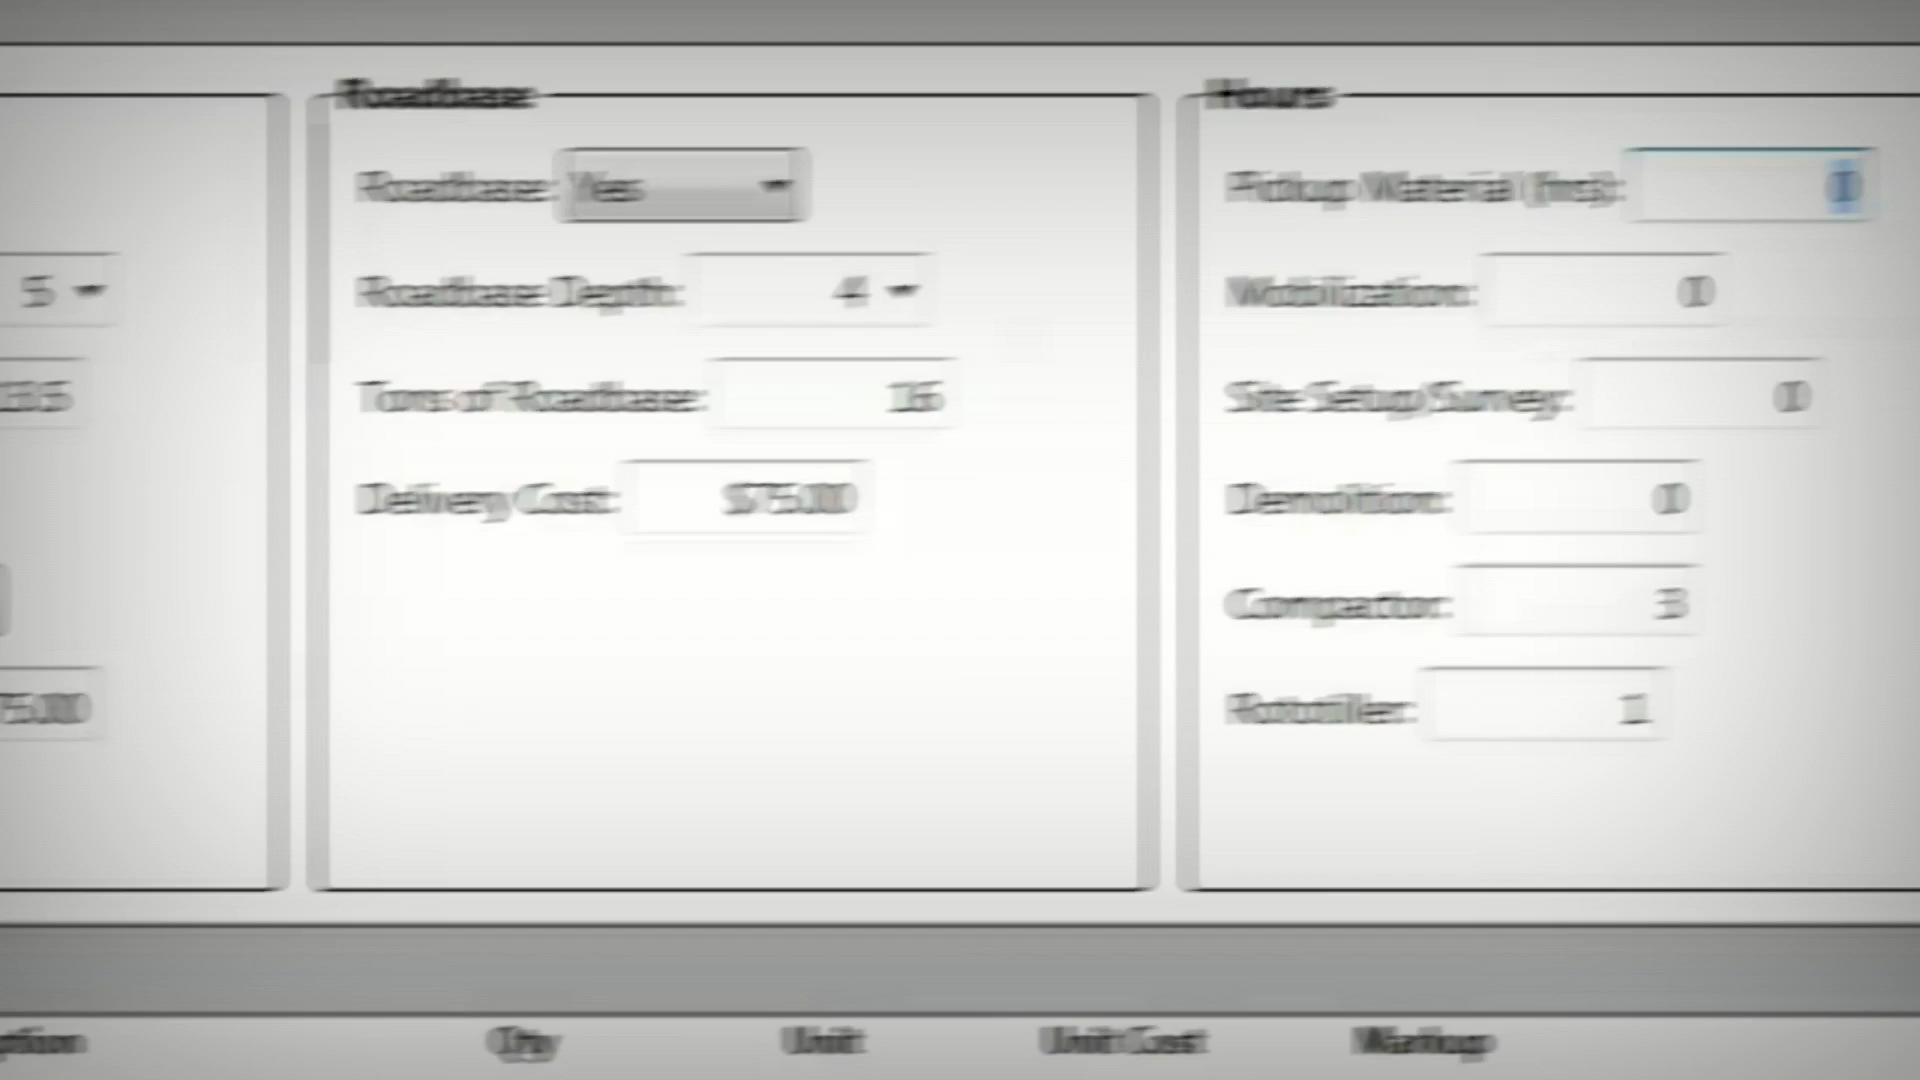 Roadbase
Hours
Roadbase: Yes
Pickup Material (hrs): 0
5
Roadbase Depth: 4
Mobilization: 0
Tons of Roadbase: 16
Site Setup/Survey: 0
Delivery Cost: $75.00
Demolition: 0
Compactor: 3
Rototiller: 1
Qty Unit Unit Cost Markup